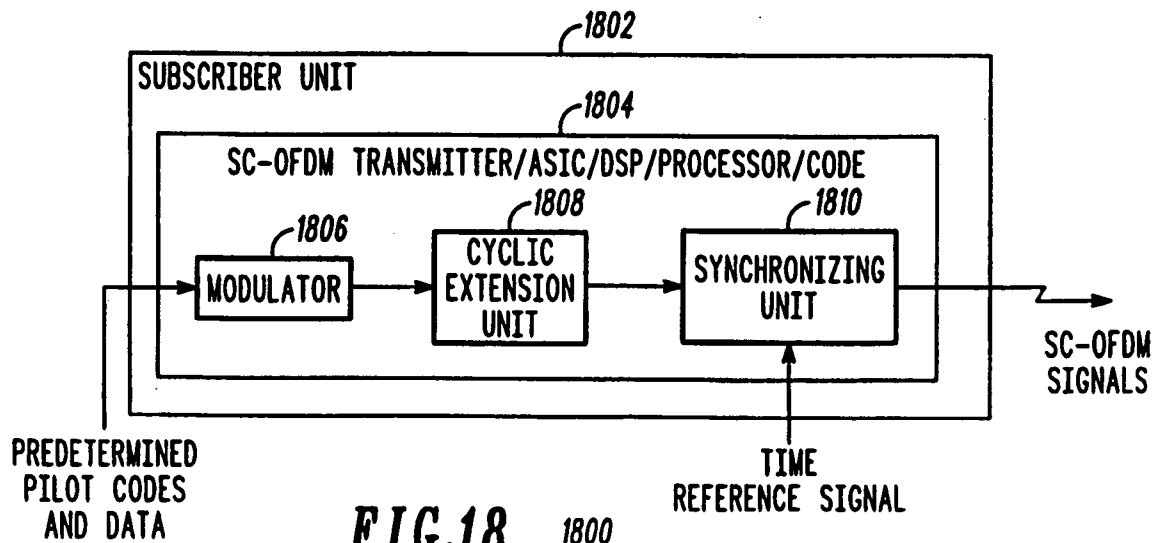 1802
SUBSCRIBER UNIT
1804
SC-OFDM TRANSMITTER/ASIC/DSP/PROCESSOR/CODE
1806
MODULATOR
1808
CYCLIC
EXTENSION
UNIT
1810
SYNCHRONIZING
UNIT
SC-OFDM
SIGNALS
PREDETERMINED
PILOT CODES
AND DATA
TIME
REFERENCE SIGNAL
FIG.18
1800